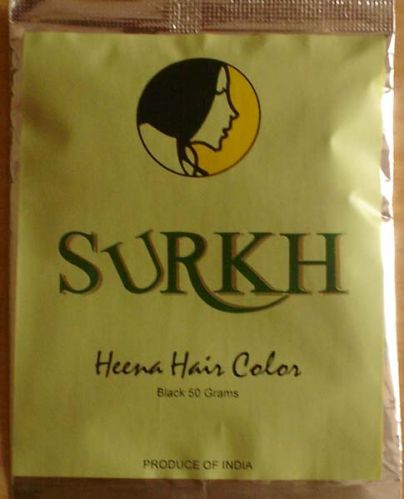 SURKH
Heena Hair Color
Black 50 Grams
PRODUCE OF INDIA